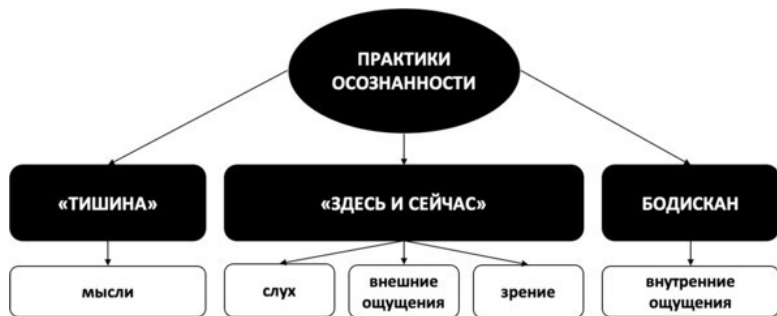 ПРАКТИКИ
ОСОЗНАННОСТИ
«ТИШИНА»
«ЗДЕСЬ И СЕЙЧАС»
БОДИСКАН
мысли
слух
внешние
ощущения
зрение
внутренние
ощущения